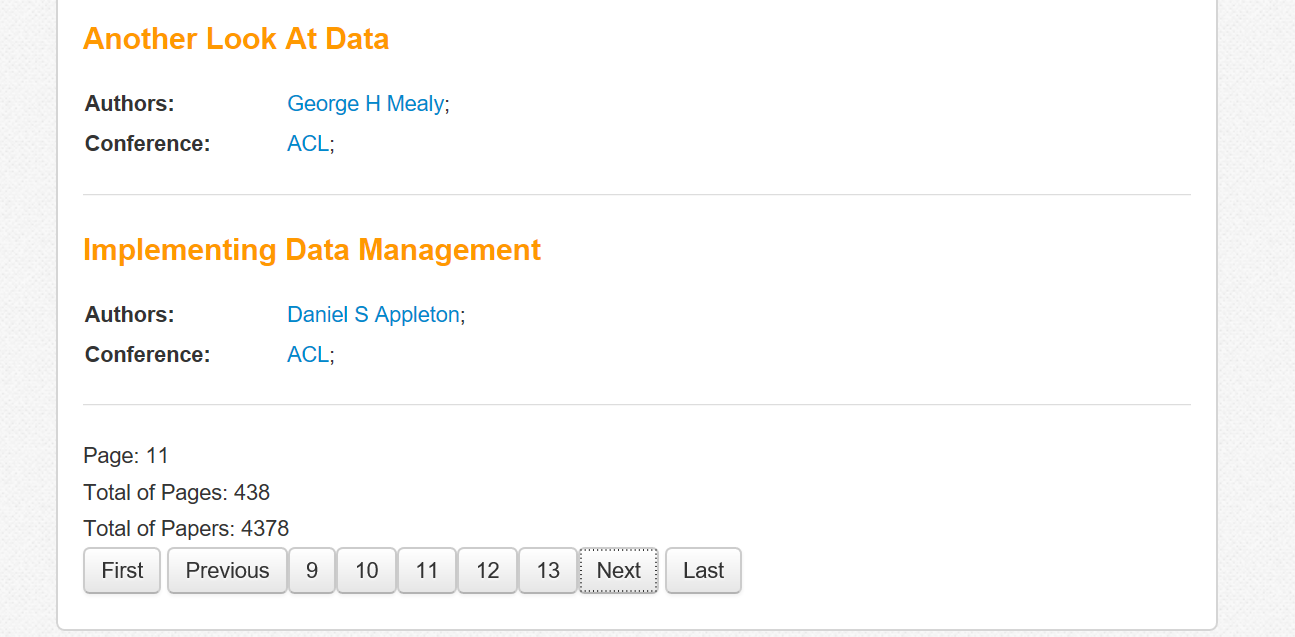 Another Look At Data
Authors: George H Mealy;
Conference: ACL;
Implementing Data Management
Authors: Daniel S Appleton;
Conference: ACL;
Page: 11
Total of Pages: 438
Total of Papers: 4378
First Previous 9 10 11 12 13 Next Last